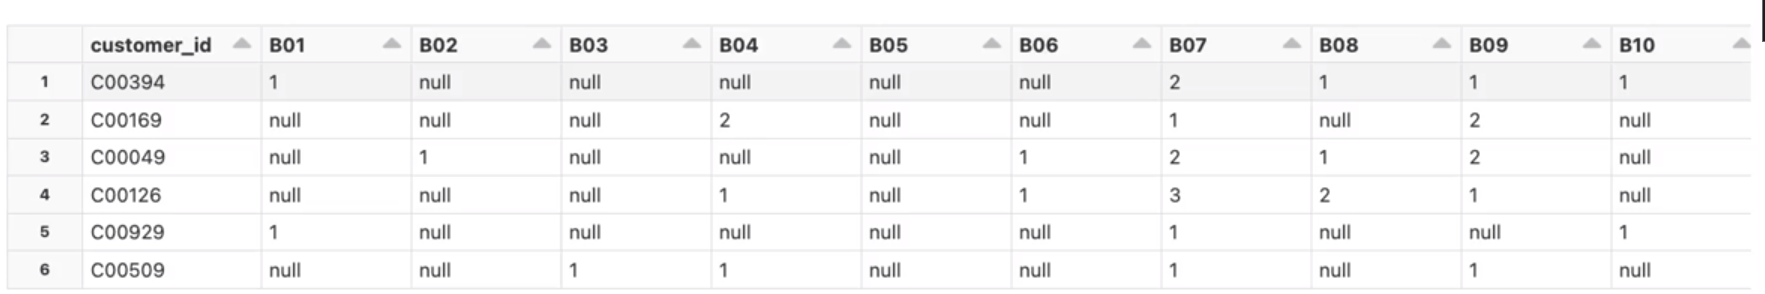 customer_id B01 B02 B03 B04 B05 B06 B07 B08 B09 B10
1 C00394 1 null null null null null 2 1 1 1
2 C00169 null null null 2 null null 1 null 2 null
3 C00049 null 1 null null null 1 2 1 2 null
4 C00126 null null null 1 null 1 3 2 1 null
5 C00929 1 null null null null null 1 null null 1
6 C00509 null null 1 1 null null 1 null 1 null